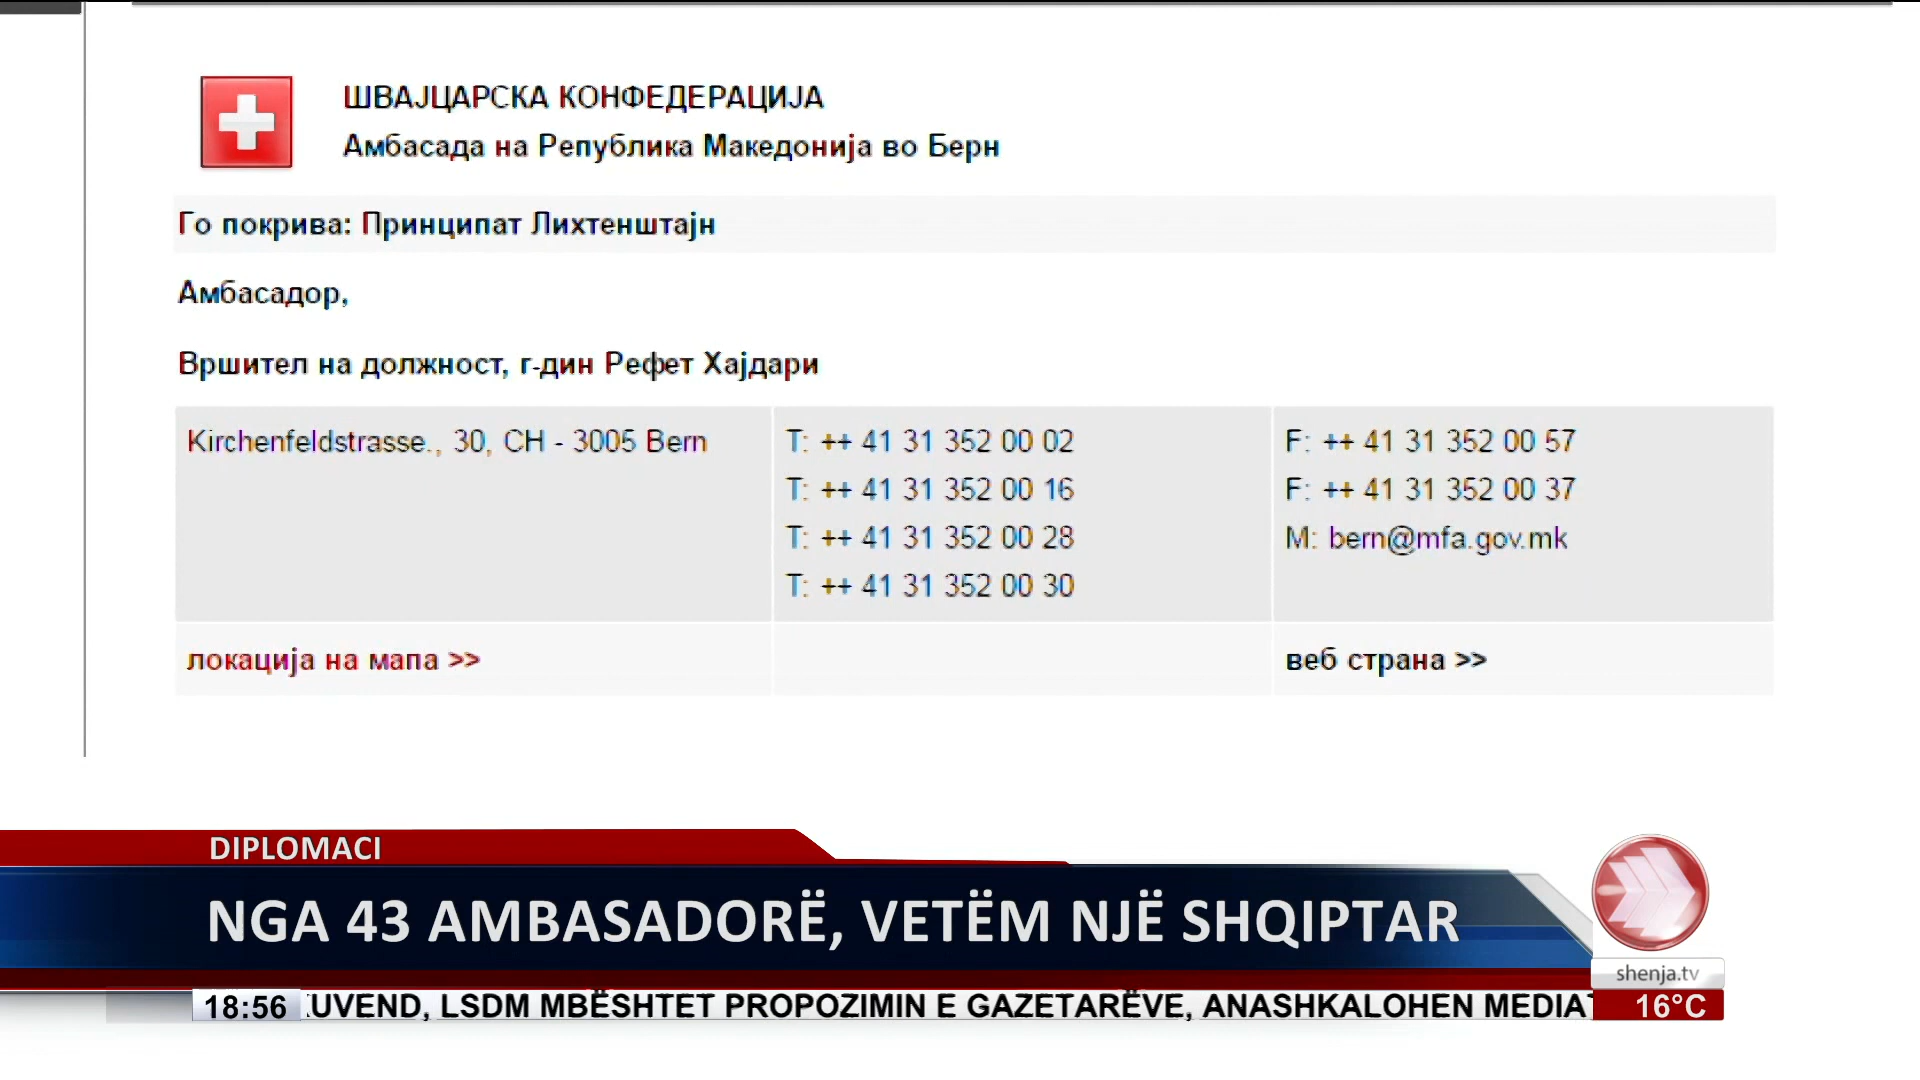 ШВАЈЦАРСКА КОНФЕДЕРАЦИЈА
Амбасада на Република Македонија во Берн
Го покрива: Принципат Лихтенштајн
Амбасадор,
Вршител на должност, г-дин Рефет Хајдари
Kirchenfeldstrasse., 30, CH - 3005 Bern
T: ++ 41 31 352 00 02
T: ++ 41 31 352 00 16
T: ++ 41 31 352 00 28
T: ++ 41 31 352 00 30
F: ++ 41 31 352 00 57
F: ++ 41 31 352 00 37
M: bern@mfa.gov.mk
локација на мапа >>
веб страна >>
DIPLOMACI
NGA 43 AMBASADORË, VETËM NJË SHQIPTAR
shenja.tv
18:56 KUVEND, LSDM MBËSHTET PROPOZIMIN E GAZETARËVE, ANASHKALOHEN MEDIAT 16°C